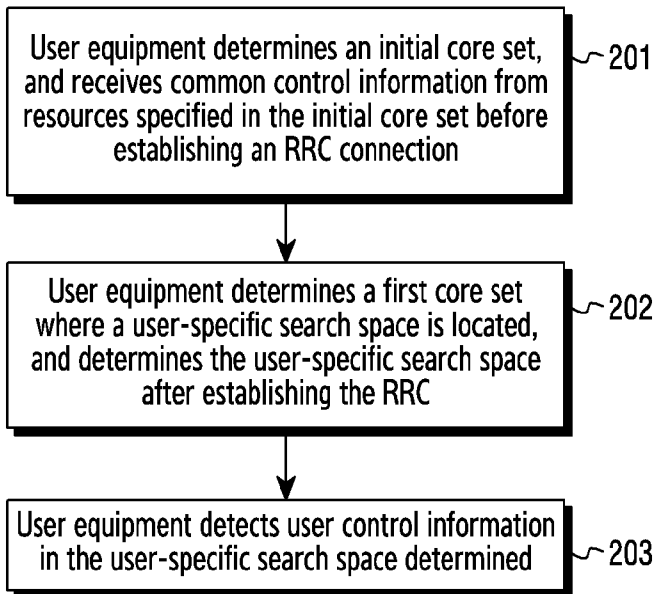 User equipment determines an initial core set,
and receives common control information from
resources specified in the initial core set before
establishing an RRC connection
201
User equipment determines a first core set
where a user-specific search space is located,
and determines the user-specific search space
after establishing the RRC
202
User equipment detects user control information
in the user-specific search space determined
203